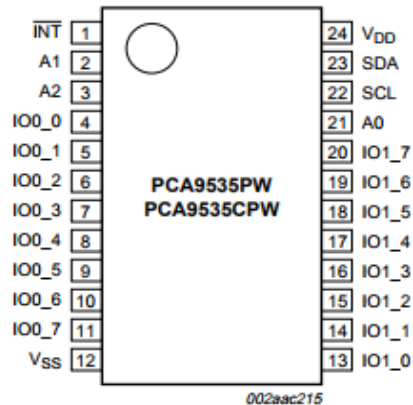 INT 1 24 VDD
A1 2 23 SDA
A2 3 22 SCL
IO0_0 4 21 A0
IO0_1 5 20 IO1_7
IO0_2 6 19 IO1_6
IO0_3 7 18 IO1_5
IO0_4 8 17 IO1_4
IO0_5 9 16 IO1_3
IO0_6 10 15 IO1_2
IO0_7 11 14 IO1_1
VSS 12 13 IO1_0
PCA9535PW
PCA9535CPW
002aac215